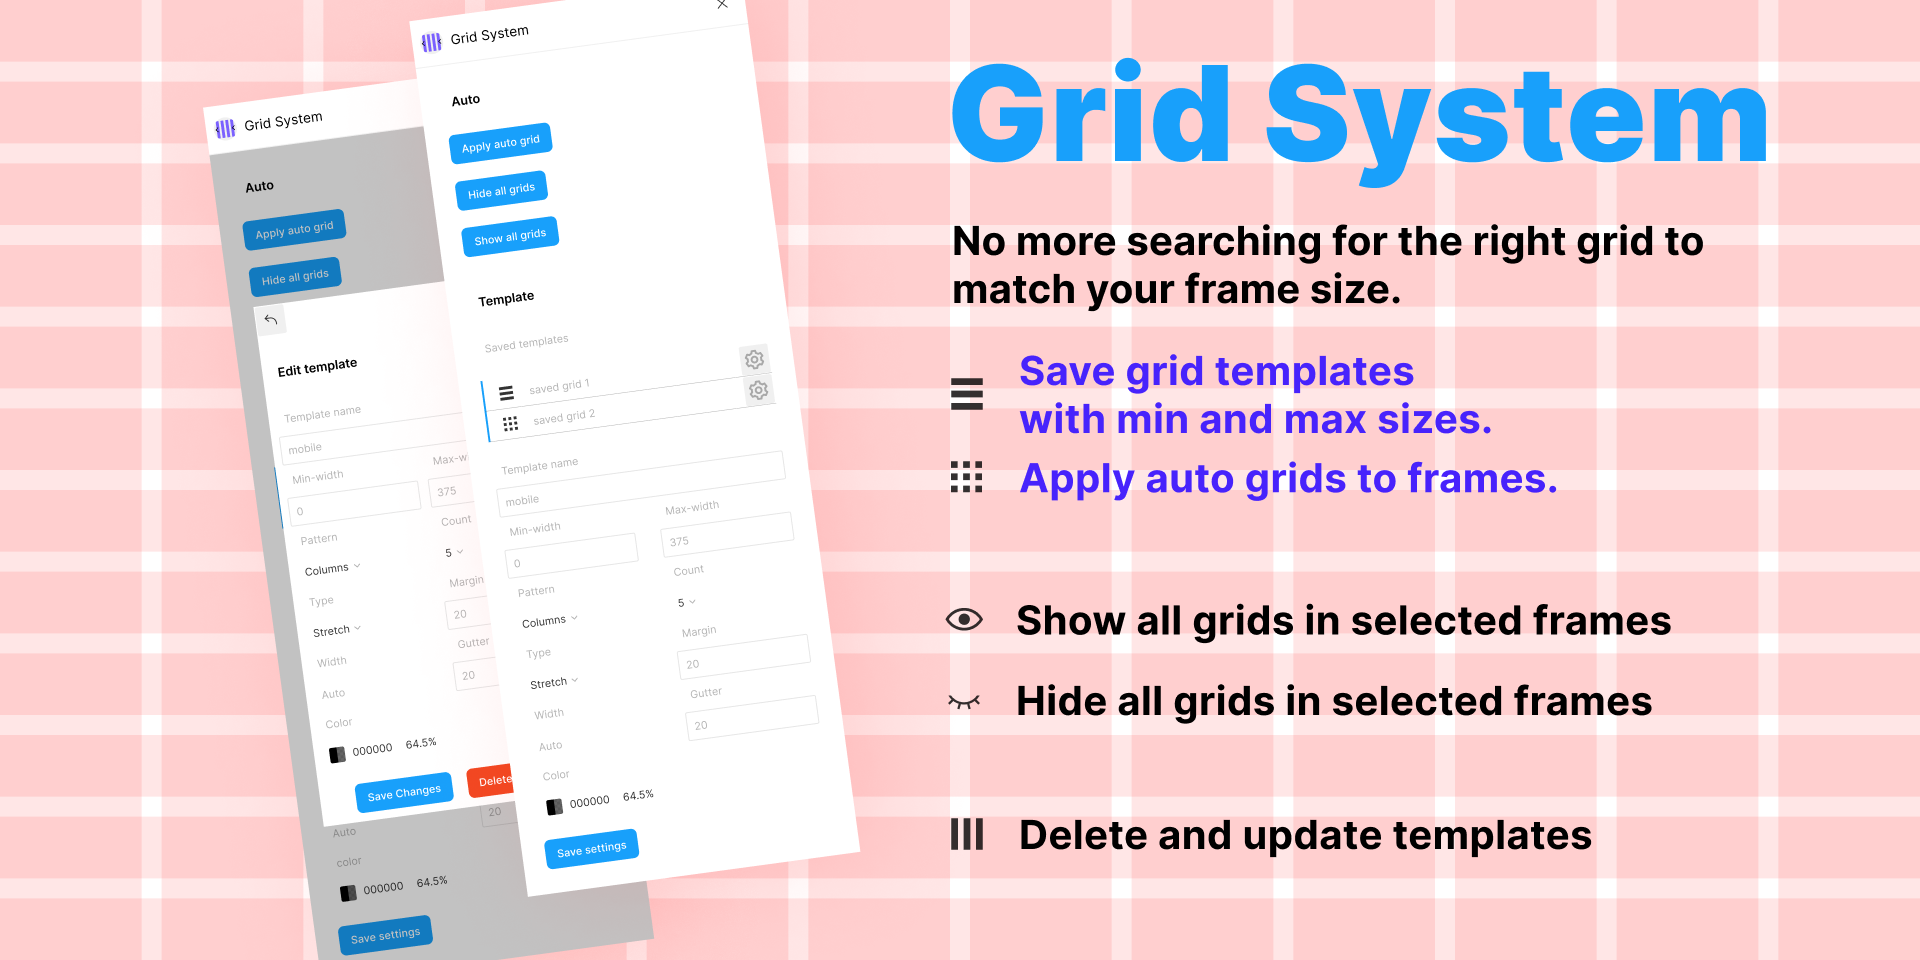 Grid System
Auto
Apply auto grid
Hide all grids
Edit template
Template name
mobile
Min-width
Max-w
0
375
Pattern
Count
Columns
5
Type
Margin
Stretch
20
Width
Gutter
Auto
20
Color
000000 64.5%
Save Changes
Delete
Auto
20
color
000000 64.5%
Save settings
Grid System
Auto
Apply auto grid
Hide all grids
Show all grids
Template
Saved templates
saved grid 1
saved grid 2
Template name
mobile
Min-width
Max-width
0
375
Pattern
Count
Columns
5
Type
Margin
Stretch
20
Width
Gutter
Auto
20
Color
000000 64.5%
Save settings
Grid System
No more searching for the right grid to
match your frame size.
Save grid templates
with min and max sizes.
Apply auto grids to frames.
Show all grids in selected frames
Hide all grids in selected frames
Delete and update templates